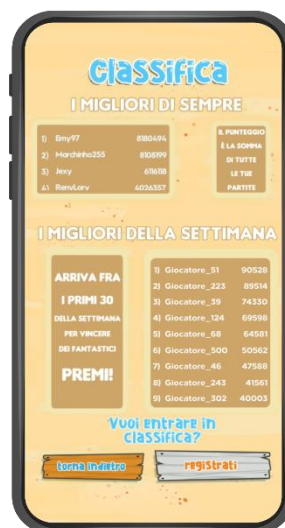 Classifica
I MIGLIORI DI SEMPRE
1) Emy97 8180494
2) Marchinho255 8108199
3) Jexy 6116118
4) RenvLorv 4026357
IL PUNTEGGIO
È LA SOMMA
DI TUTTE
LE TUE
PARTITE
I MIGLIORI DELLA SETTIMANA
ARRIVA FRA
I PRIMI 30
DELLA SETTIMANA
PER VINCERE
DEI FANTASTICI
PREMI!
1) Giocatore_51 90528
2) Giocatore_223 89514
3) Giocatore_39 74330
4) Giocatore_124 69598
5) Giocatore_68 64581
6) Giocatore_500 50562
7) Giocatore_46 47588
8) Giocatore_243 41561
9) Giocatore_302 40003
Vuoi entrare in
classifica?
torna indietro
registrati